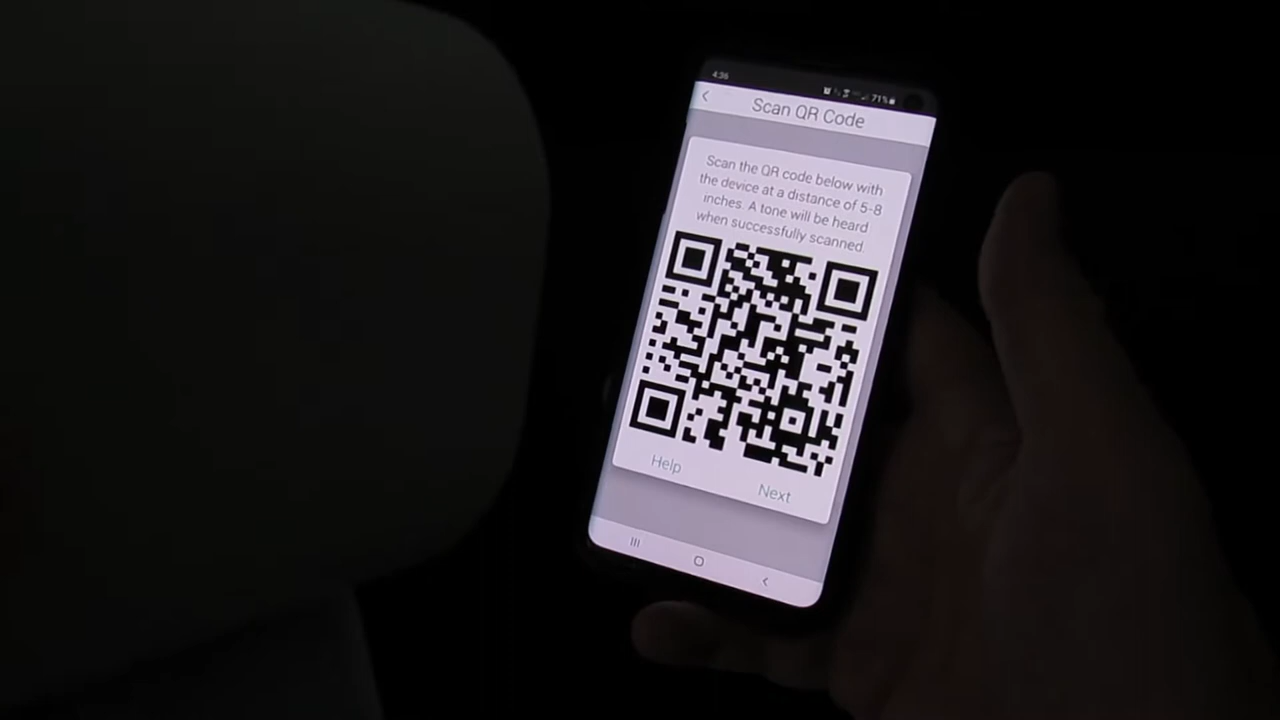 4:36
71%
Scan QR Code
Scan the QR code below with
the device at a distance of 5-8
inches. A tone will be heard
when successfully scanned.
Help
Next